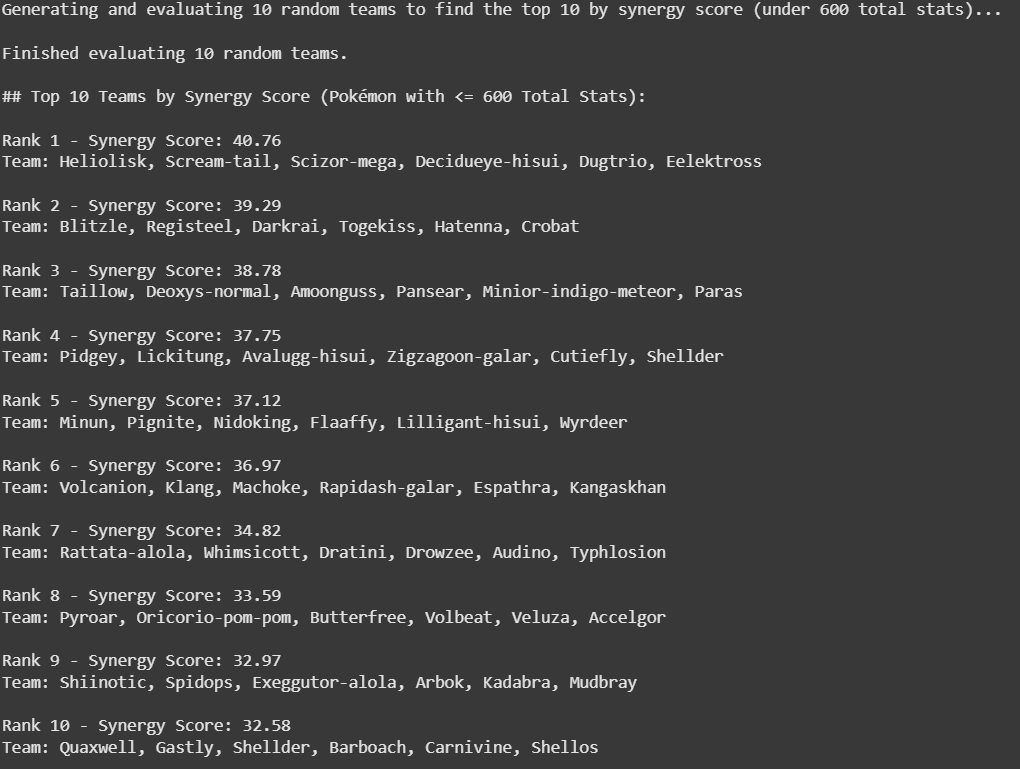 Generating and evaluating 10 random teams to find the top 10 by synergy score (under 600 total stats)...
Finished evaluating 10 random teams.
## Top 10 Teams by Synergy Score (Pokémon with <= 600 Total Stats):
Rank 1 - Synergy Score: 40.76
Team: Heliolisk, Scream-tail, Scizor-mega, Decidueye-hisui, Dugtrio, Eelektross
Rank 2 - Synergy Score: 39.29
Team: Blitzle, Registeel, Darkrai, Togekiss, Hatenna, Crobat
Rank 3 - Synergy Score: 38.78
Team: Taillow, Deoxys-normal, Amoonguss, Pansear, Minior-indigo-meteor, Paras
Rank 4 - Synergy Score: 37.75
Team: Pidgey, Lickitung, Avalugg-hisui, Zigzagoon-galar, Cutiefly, Shellder
Rank 5 - Synergy Score: 37.12
Team: Minun, Pignite, Nidoking, Flaaffy, Lilligant-hisui, Wyrdeer
Rank 6 - Synergy Score: 36.97
Team: Volcanion, Klang, Machoke, Rapidash-galar, Espathra, Kangaskhan
Rank 7 - Synergy Score: 34.82
Team: Rattata-alola, Whimsicott, Dratini, Drowzee, Audino, Typhlosion
Rank 8 - Synergy Score: 33.59
Team: Pyroar, Oricorio-pom-pom, Butterfree, Volbeat, Veluza, Accelgor
Rank 9 - Synergy Score: 32.97
Team: Shiinotic, Spidops, Exeggutor-alola, Arbok, Kadabra, Mudbray
Rank 10 - Synergy Score: 32.58
Team: Quaxwell, Gastly, Shellder, Barboach, Carnivine, Shellos